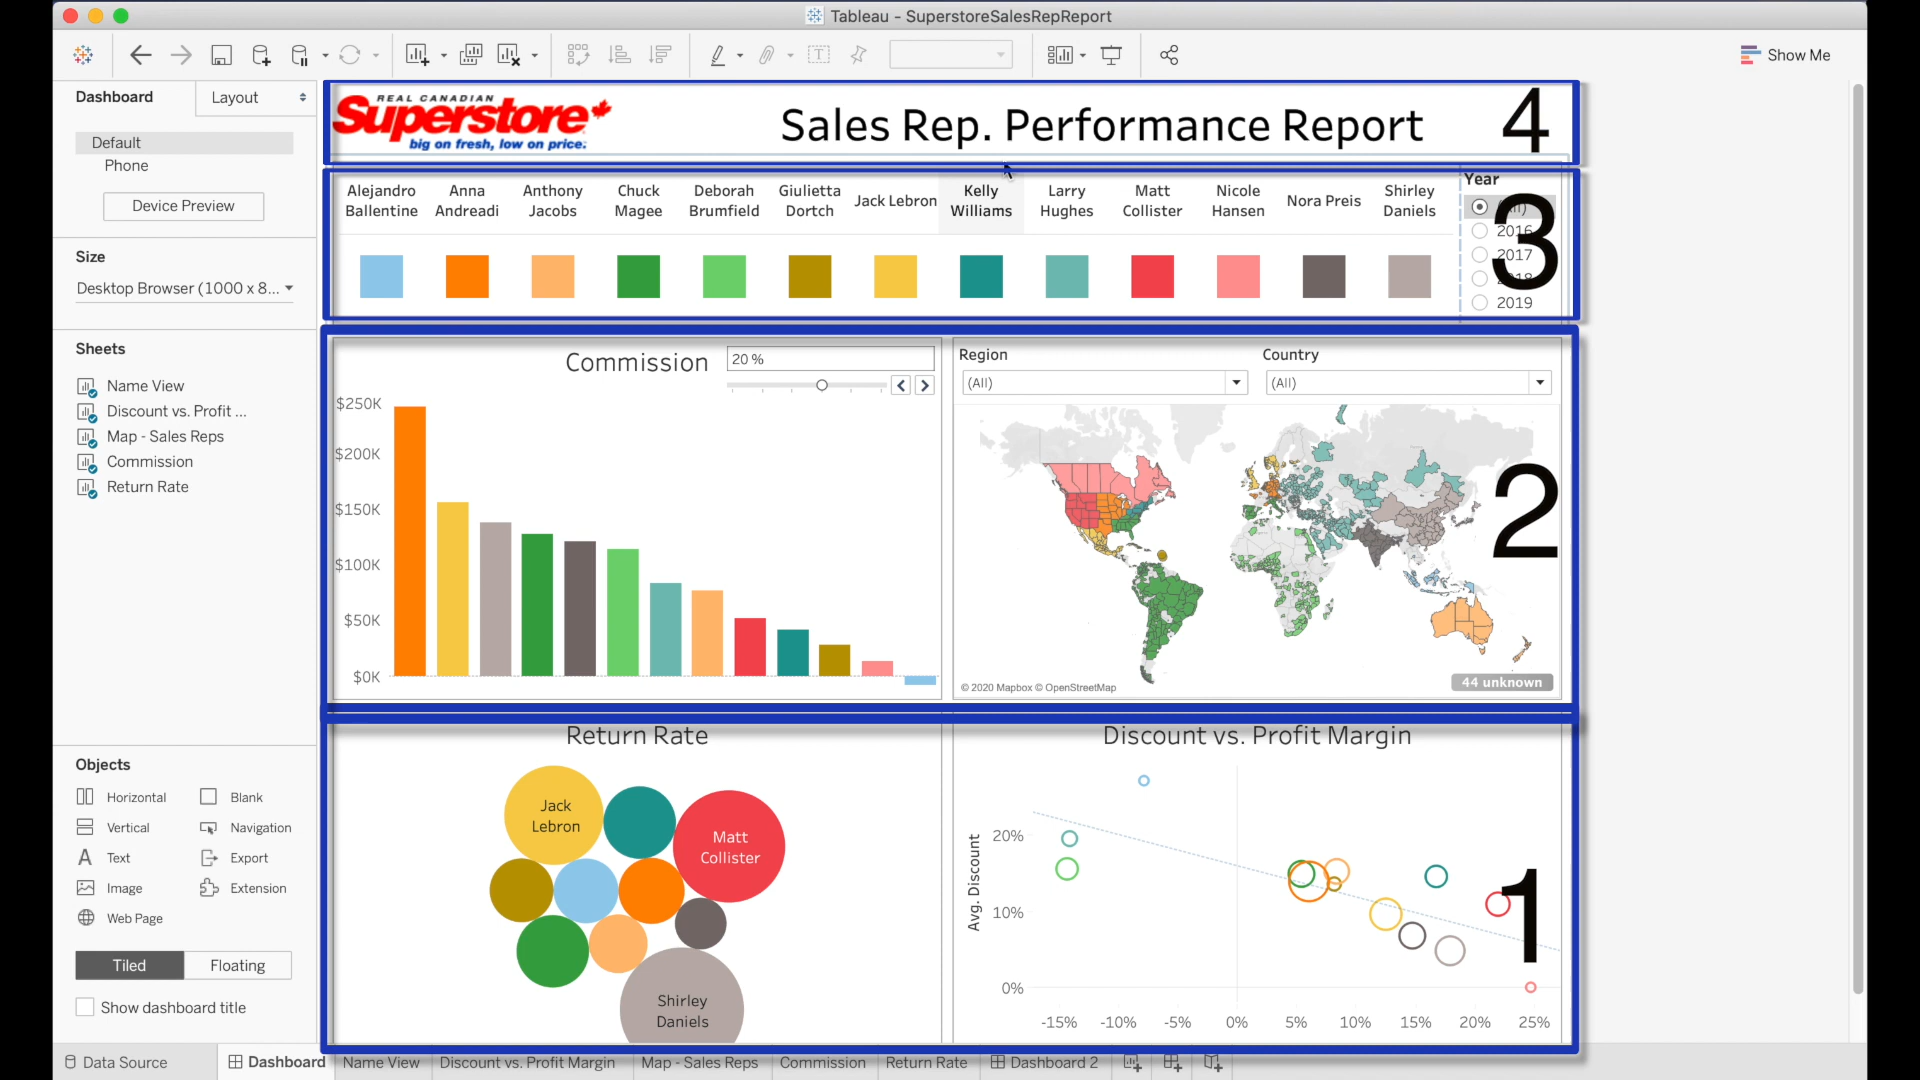 Tableau - SuperstoreSalesRepReport
Show Me
Dashboard
Layout
Default
Phone
Device Preview
Size
Desktop Browser (1000 x 8...
Sheets
Name View
Discount vs. Profit ...
Map - Sales Reps
Commission
Return Rate
Objects
Horizontal
Blank
Vertical
Navigation
Text
Export
Image
Extension
Web Page
Tiled
Floating
Show dashboard title
REAL CANADIAN
Superstore
big on fresh, low on price.
Sales Rep. Performance Report
4
Alejandro Ballentine
Anna Andreadi
Anthony Jacobs
Chuck Magee
Deborah Brumfield
Giulietta Dortch
Jack Lebron
Kelly Williams
Larry Hughes
Matt Collister
Nicole Hansen
Nora Preis
Shirley Daniels
Year
2016
2017
2019
3
Commission
20 %
$250K
$200K
$150K
$100K
$50K
$0K
Region
Country
(All)
(All)
2
© 2020 Mapbox © OpenStreetMap
44 unknown
Return Rate
Jack
Lebron
Matt
Collister
Shirley
Daniels
Discount vs. Profit Margin
Avg. Discount
20%
10%
0%
1
-15% -10% -5% 0% 5% 10% 15% 20% 25%
Data Source
Dashboard
Name View
Discount vs. Profit Margin
Map - Sales Reps
Commission
Return Rate
Dashboard 2